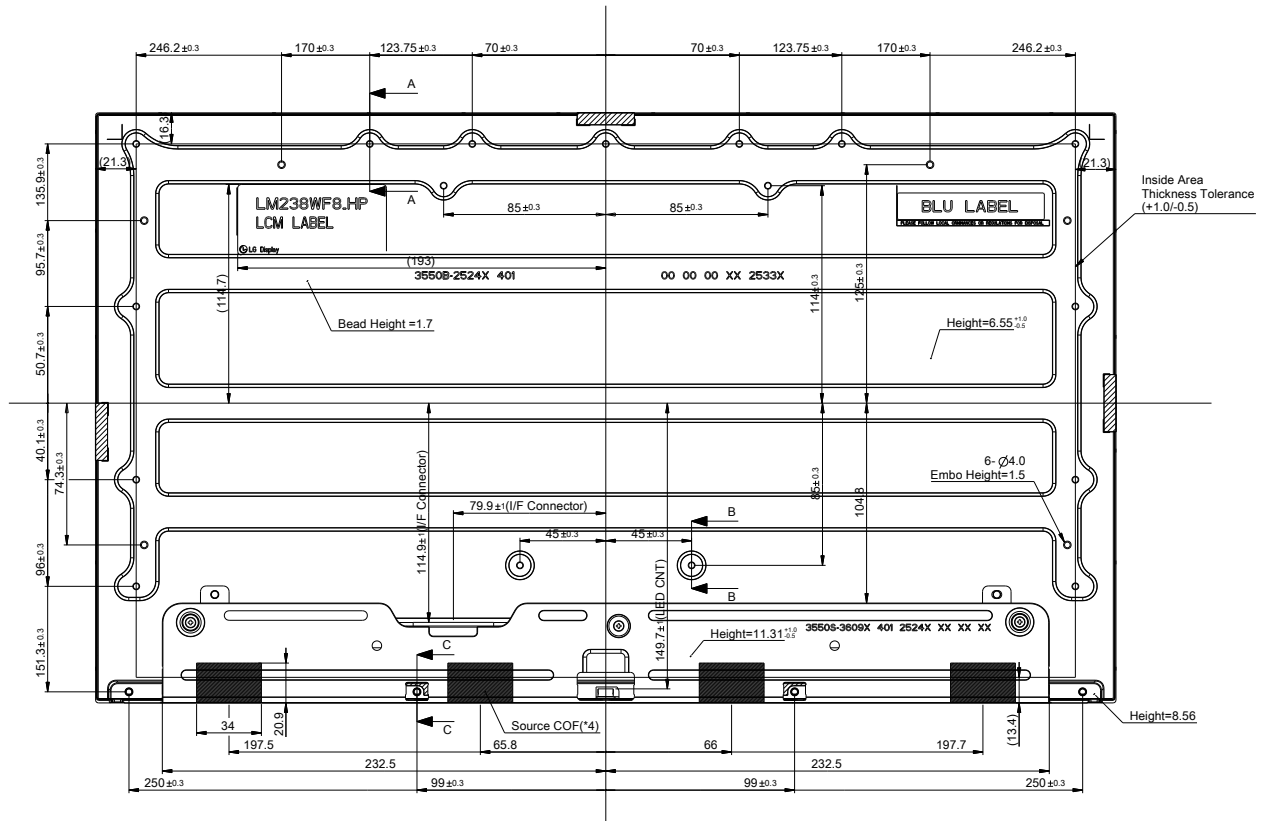 246.2±0.3 170±0.3 123.75±0.3 70±0.3 70±0.3 123.75±0.3 170±0.3 246.2±0.3
A
16.3
(21.3) (21.3)
Inside Area
Thickness Tolerance
(+1.0/-0.5)
135.9±0.3
A
LM238WF8.HP
LCM LABEL
LG Display
BLU LABEL
85±0.3 85±0.3
95.7±0.3
(193)
3550B-2524X 401 00 00 00 XX 2533X
(114.7)
114±0.3
125±0.3
Bead Height =1.7
Height=6.55 +1.0 -0.5
50.7±0.3
40.1±0.3
74.3±0.3
6- Ø4.0
Embo Height=1.5
85±0.3
104.8
79.9±1(I/F Connector)
114.9±1(I/F Connector)
B
45±0.3 45±0.3
96±0.3
B
149.7±1(LED CNT)
3550S-3609X 401 2524X XX XX XX
Height=11.31 +1.0 -0.5
151.3±0.3
C
Height=8.56
34
20.9
C
Source COF(*4)
(13.4)
197.5 65.8 66 197.7
232.5 232.5
250±0.3 99±0.3 99±0.3 250±0.3